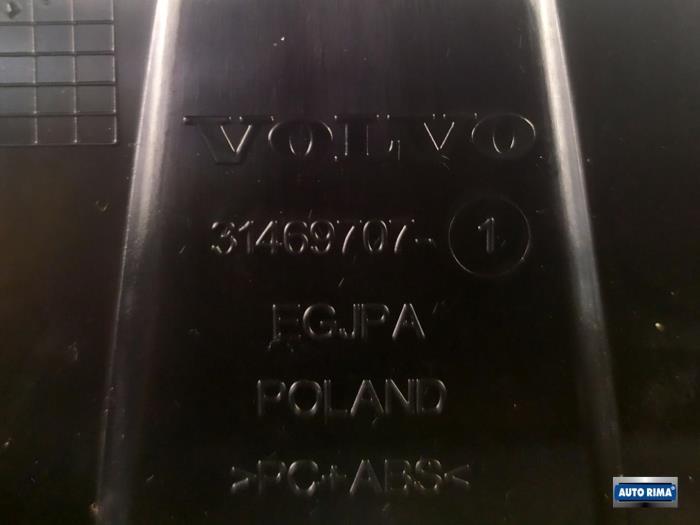 VOLVO
31469707- 1
EGJPA
POLAND
>PC+ABS<
AUTO RIMA®